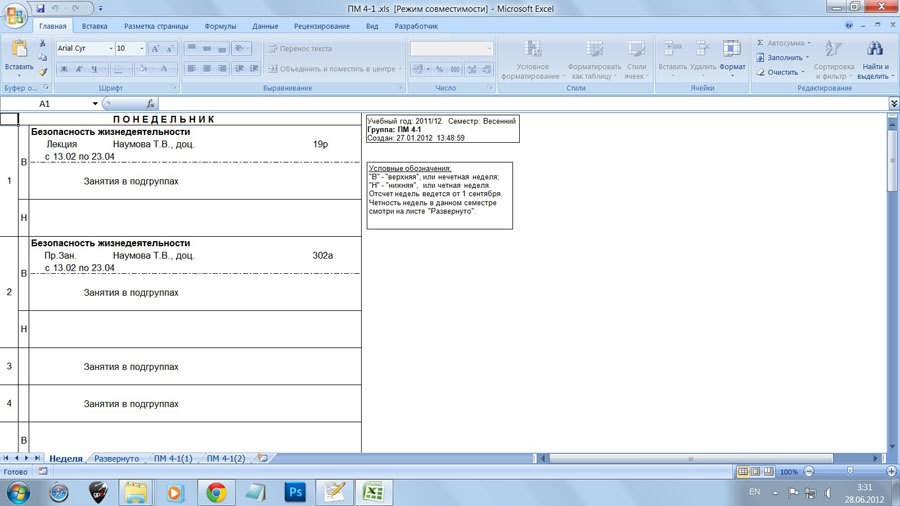 ПМ 4-1 .xls [Режим совместимости] - Microsoft Excel
Главная Вставка Разметка страницы Формулы Данные Рецензирование Вид Разработчик
Вставить
Arial Cyr 10
Ж К Ч
Перенос текста
Объединить и поместить в центре
% 000
Условное форматирование
Форматировать как таблицу
Стили ячеек
Вставить Удалить Формат
Σ Автосумма
Заполнить
Очистить
Сортировка и фильтр
Найти и выделить
Буфер о... Шрифт Выравнивание Число Стили Ячейки Редактирование
A1 fx
ПОНЕДЕЛЬНИК
1
В
Безопасность жизнедеятельности
Лекция Наумова Т.В., доц. 19р
с 13.02 по 23.04
Занятия в подгруппах
Н
2
В
Безопасность жизнедеятельности
Пр.Зан. Наумова Т.В., доц. 302а
с 13.02 по 23.04
Занятия в подгруппах
Н
3 Занятия в подгруппах
4 Занятия в подгруппах
В
Учебный год: 2011/12. Семестр: Весенний
Группа: ПМ 4-1
Создан: 27.01.2012 13:48:59
Условные обозначения:
"В" - "верхняя", или нечетная неделя;
"Н" - "нижняя", или четная неделя.
Отсчет недель ведется от 1 сентября.
Четность недель в данном семестре
смотри на листе "Развернуто".
Неделя Развернуто ПМ 4-1(1) ПМ 4-1(2)
Готово 100%
Ps
EN
3:31
28.06.2012